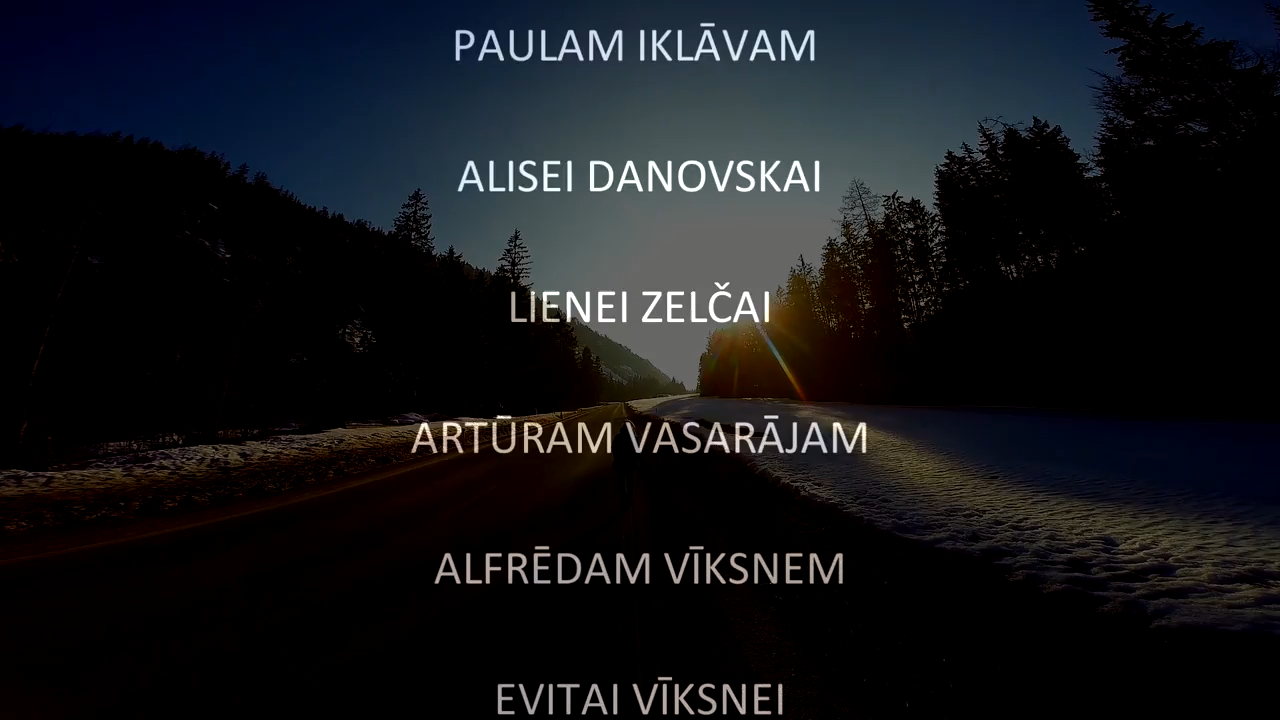 PAULAM IKLĀVAM
ALISEI DANOVSKAI
LIENEI ZELČAI
ARTŪRAM VASARĀJAM
ALFRĒDAM VĪKSNEM
EVITAI VĪKSNEI